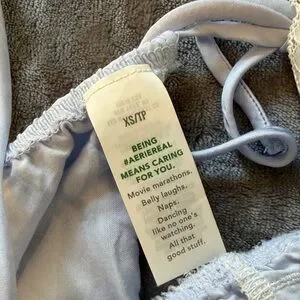 XS/TP
BEING
#AERIEREAL
MEANS CARING
FOR YOU.
Movie marathons.
Belly laughs.
Naps.
Dancing
like no one's
watching.
All that
good stuff.